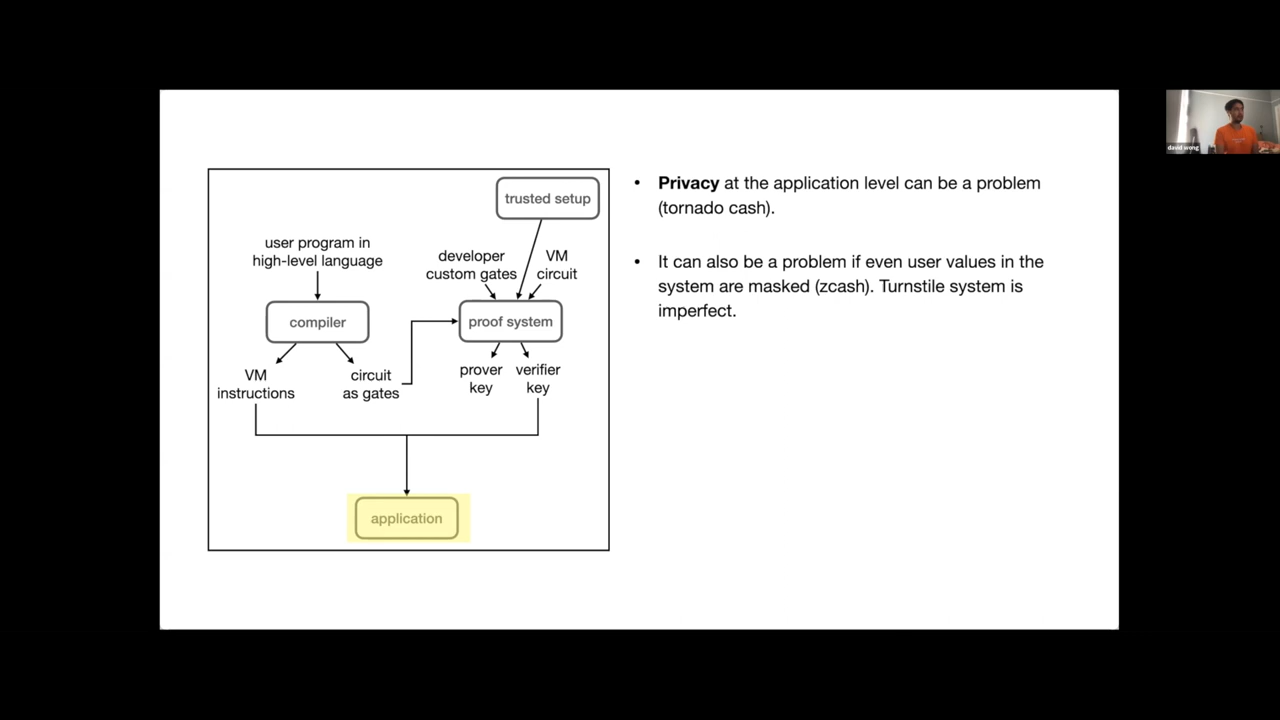 trusted setup
user program in
high-level language
developer
custom gates
VM
circuit
compiler
proof system
VM
instructions
circuit
as gates
prover
key
verifier
key
application
• Privacy at the application level can be a problem
(tornado cash).
• It can also be a problem if even user values in the
system are masked (zcash). Turnstile system is
imperfect.
david wong